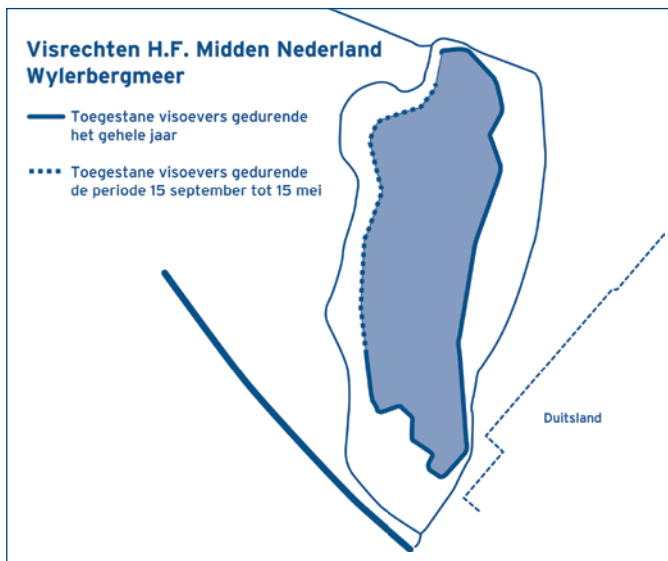 Visrechten H.F. Midden Nederland
Wylerbergmeer
Toegestane visoevers gedurende
het gehele jaar
Toegestane visoevers gedurende
de periode 15 september tot 15 mei
Duitsland